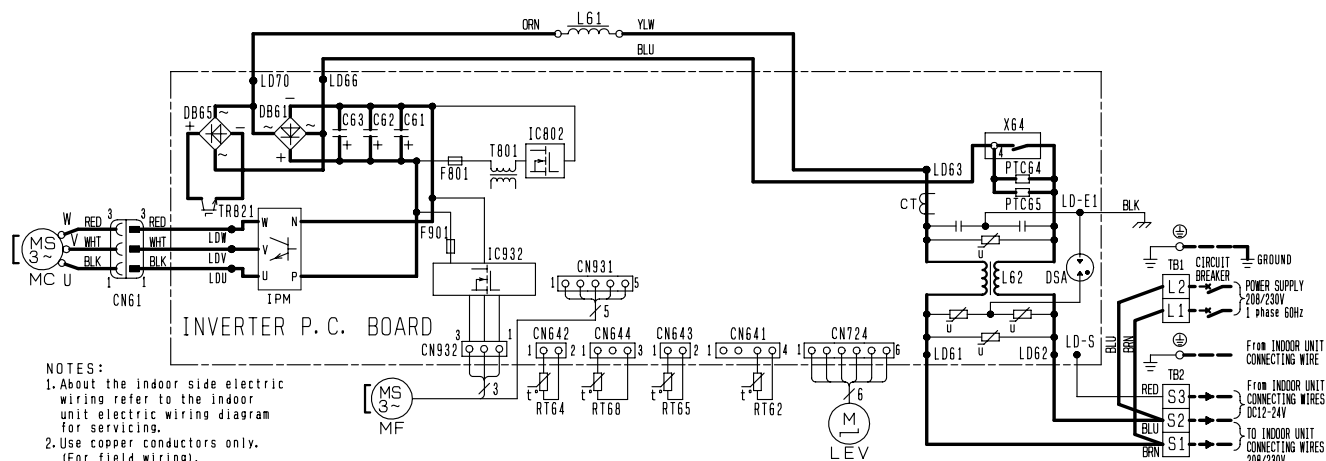 ORN L61 YLW
BLU
LD70 LD66
DB65 ~ DB61 ~
+ ~ - ~ - ~ +
C63 C62 C61
+ + +
IC802
T801
F801
TR821
X64
4
PTC64
PTC65
LD63
CT
LD-E1 BLK
W RED 3 3 RED LDW W N
V WHT WHT LDV V
U BLK 1 1 BLK LDU U P
MS
3~
MC
CN61
IPM
F901
IC932
CN931
1 5
5
U
L62
DSA
U U
U
LD61 LD62
LD-S
INVERTER P.C. BOARD
CN932 3 1
3
CN642
1 2
t°
RT64
CN644
1 3
t°
RT68
CN643
1 2
t°
RT65
CN641
1 4
t°
RT62
CN724
1 6
6
M
LEV
MS
3~
MF
GROUND
TB1
CIRCUIT
BREAKER
L2
L1
POWER SUPPLY
208/230V
1 phase 60Hz
BLU BRN
From INDOOR UNIT
CONNECTING WIRE
TB2
RED S3
From INDOOR UNIT
CONNECTING WIRES
DC12-24V
BLU S2
BRN S1
TO INDOOR UNIT
CONNECTING WIRES
208/230V
NOTES:
1. About the indoor side electric
wiring refer to the indoor
unit electric wiring diagram
for servicing.
2. Use copper conductors only.
(For field wiring).